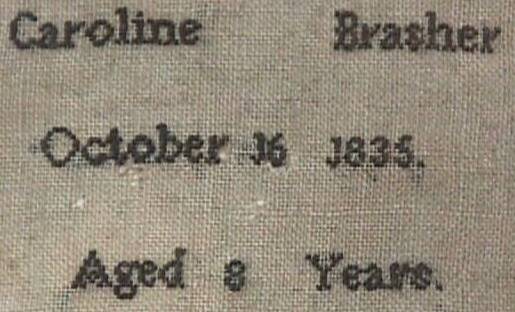 Caroline Brasher
October 16 1835.
Aged 8 Years.